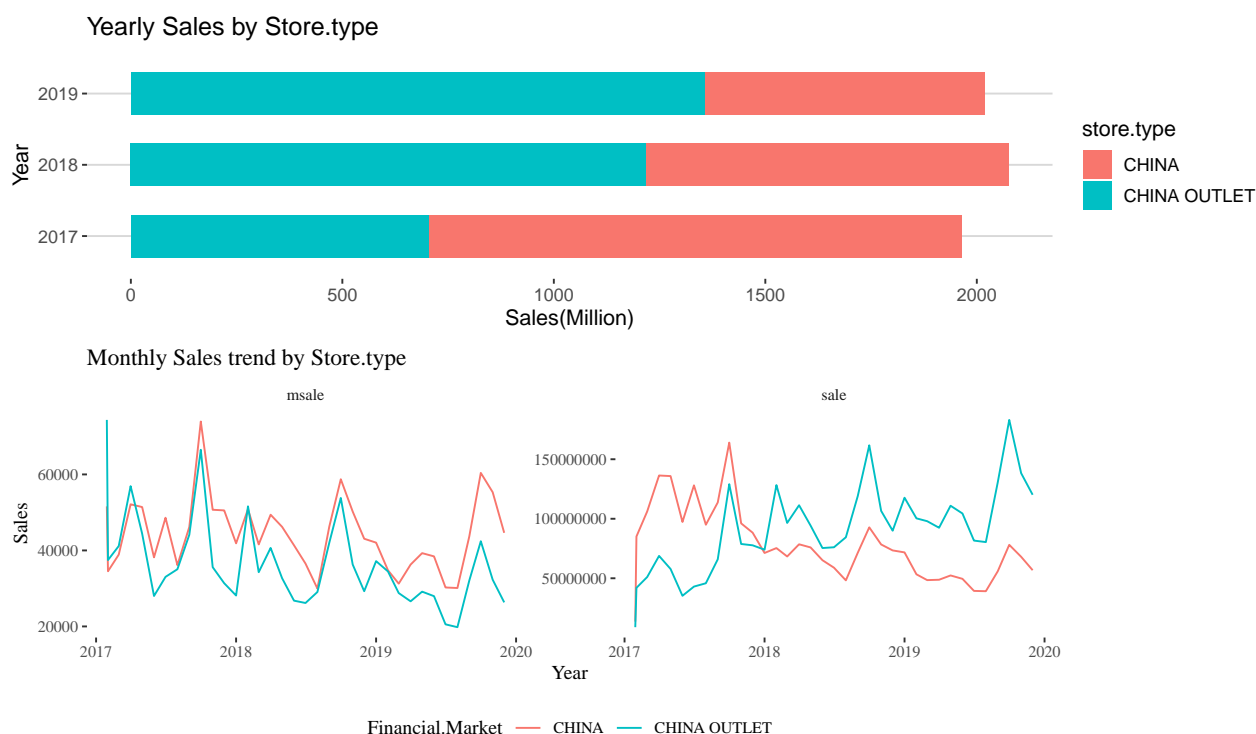 Yearly Sales by Store.type
2019
2018
2017
Year
0 500 1000 1500 2000
Sales(Million)
store.type
CHINA
CHINA OUTLET
Monthly Sales trend by Store.type
msale
sale
Sales
60000
40000
20000
2017 2018 2019 2020
150000000
100000000
50000000
2017 2018 2019 2020
Year
Financial.Market CHINA CHINA OUTLET